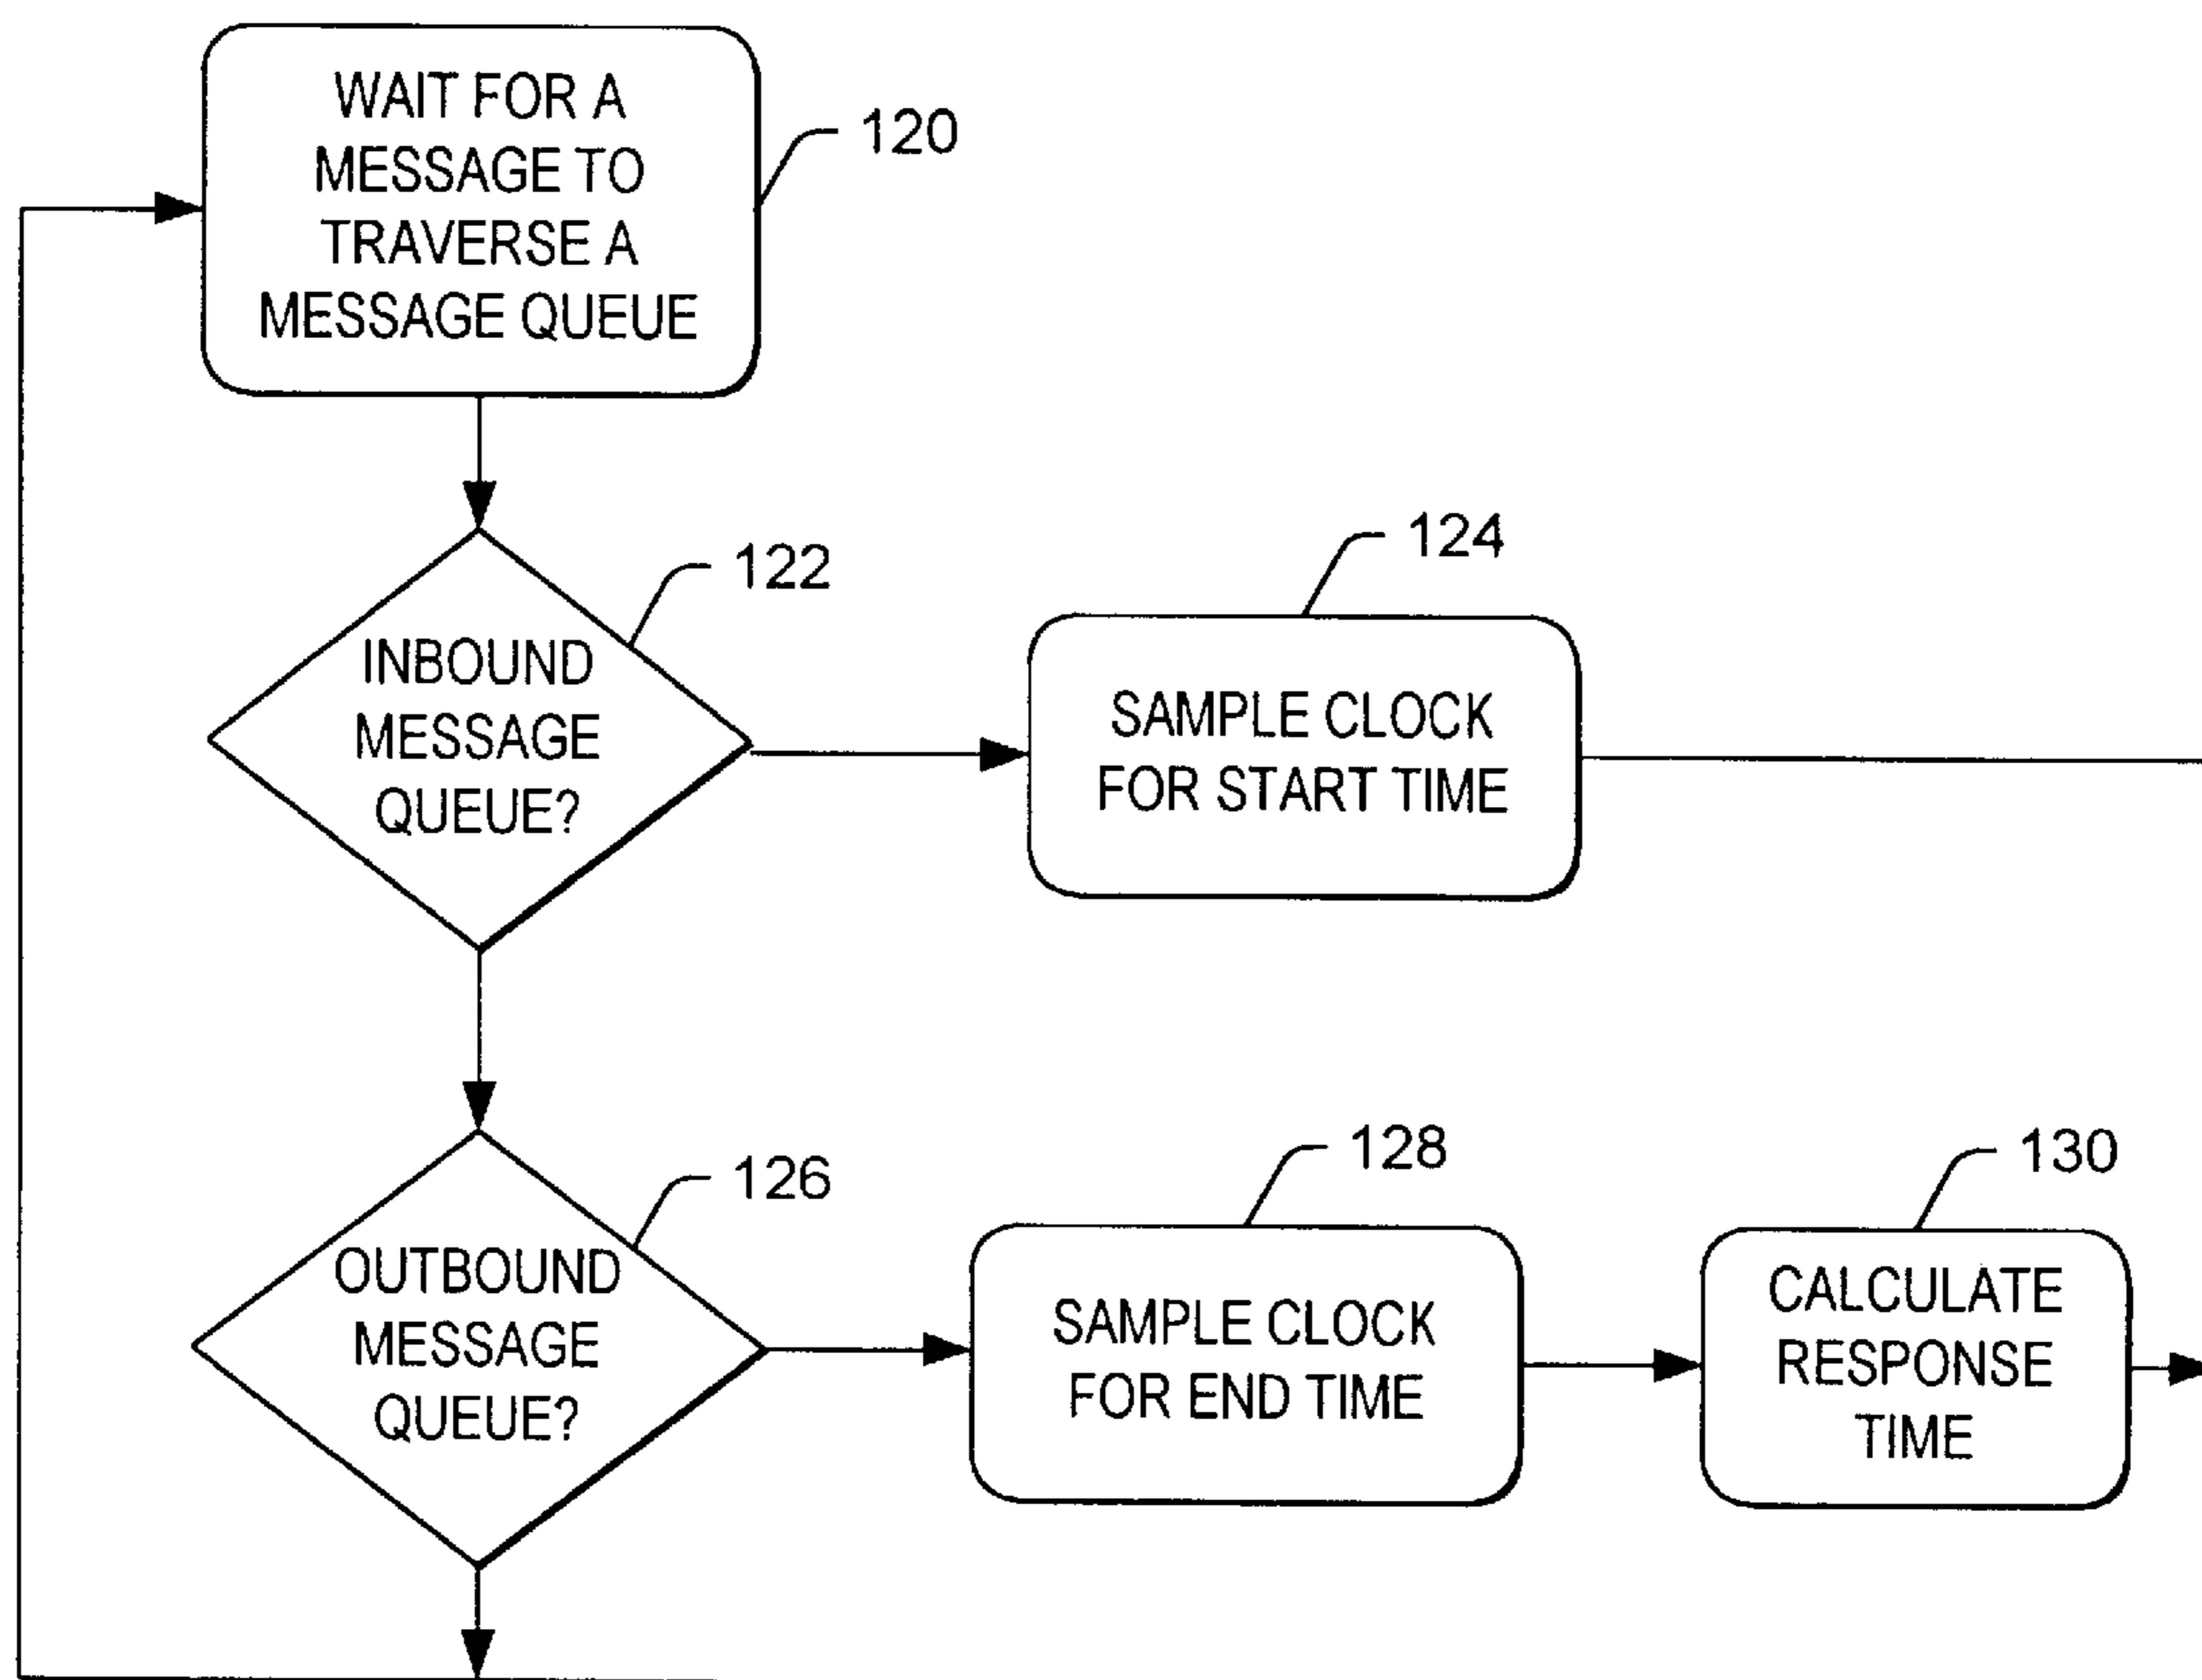 WAIT FOR A
MESSAGE TO
TRAVERSE A
MESSAGE QUEUE
120
INBOUND
MESSAGE
QUEUE?
122
SAMPLE CLOCK
FOR START TIME
124
OUTBOUND
MESSAGE
QUEUE?
126
SAMPLE CLOCK
FOR END TIME
128
CALCULATE
RESPONSE
TIME
130